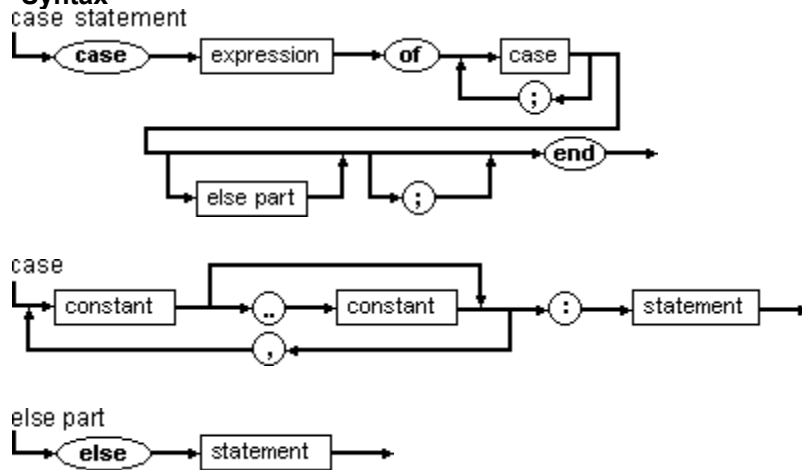 Syntax
case statement
case expression of case
;
else part ; end
case
constant .. constant : statement
,
else part
else statement